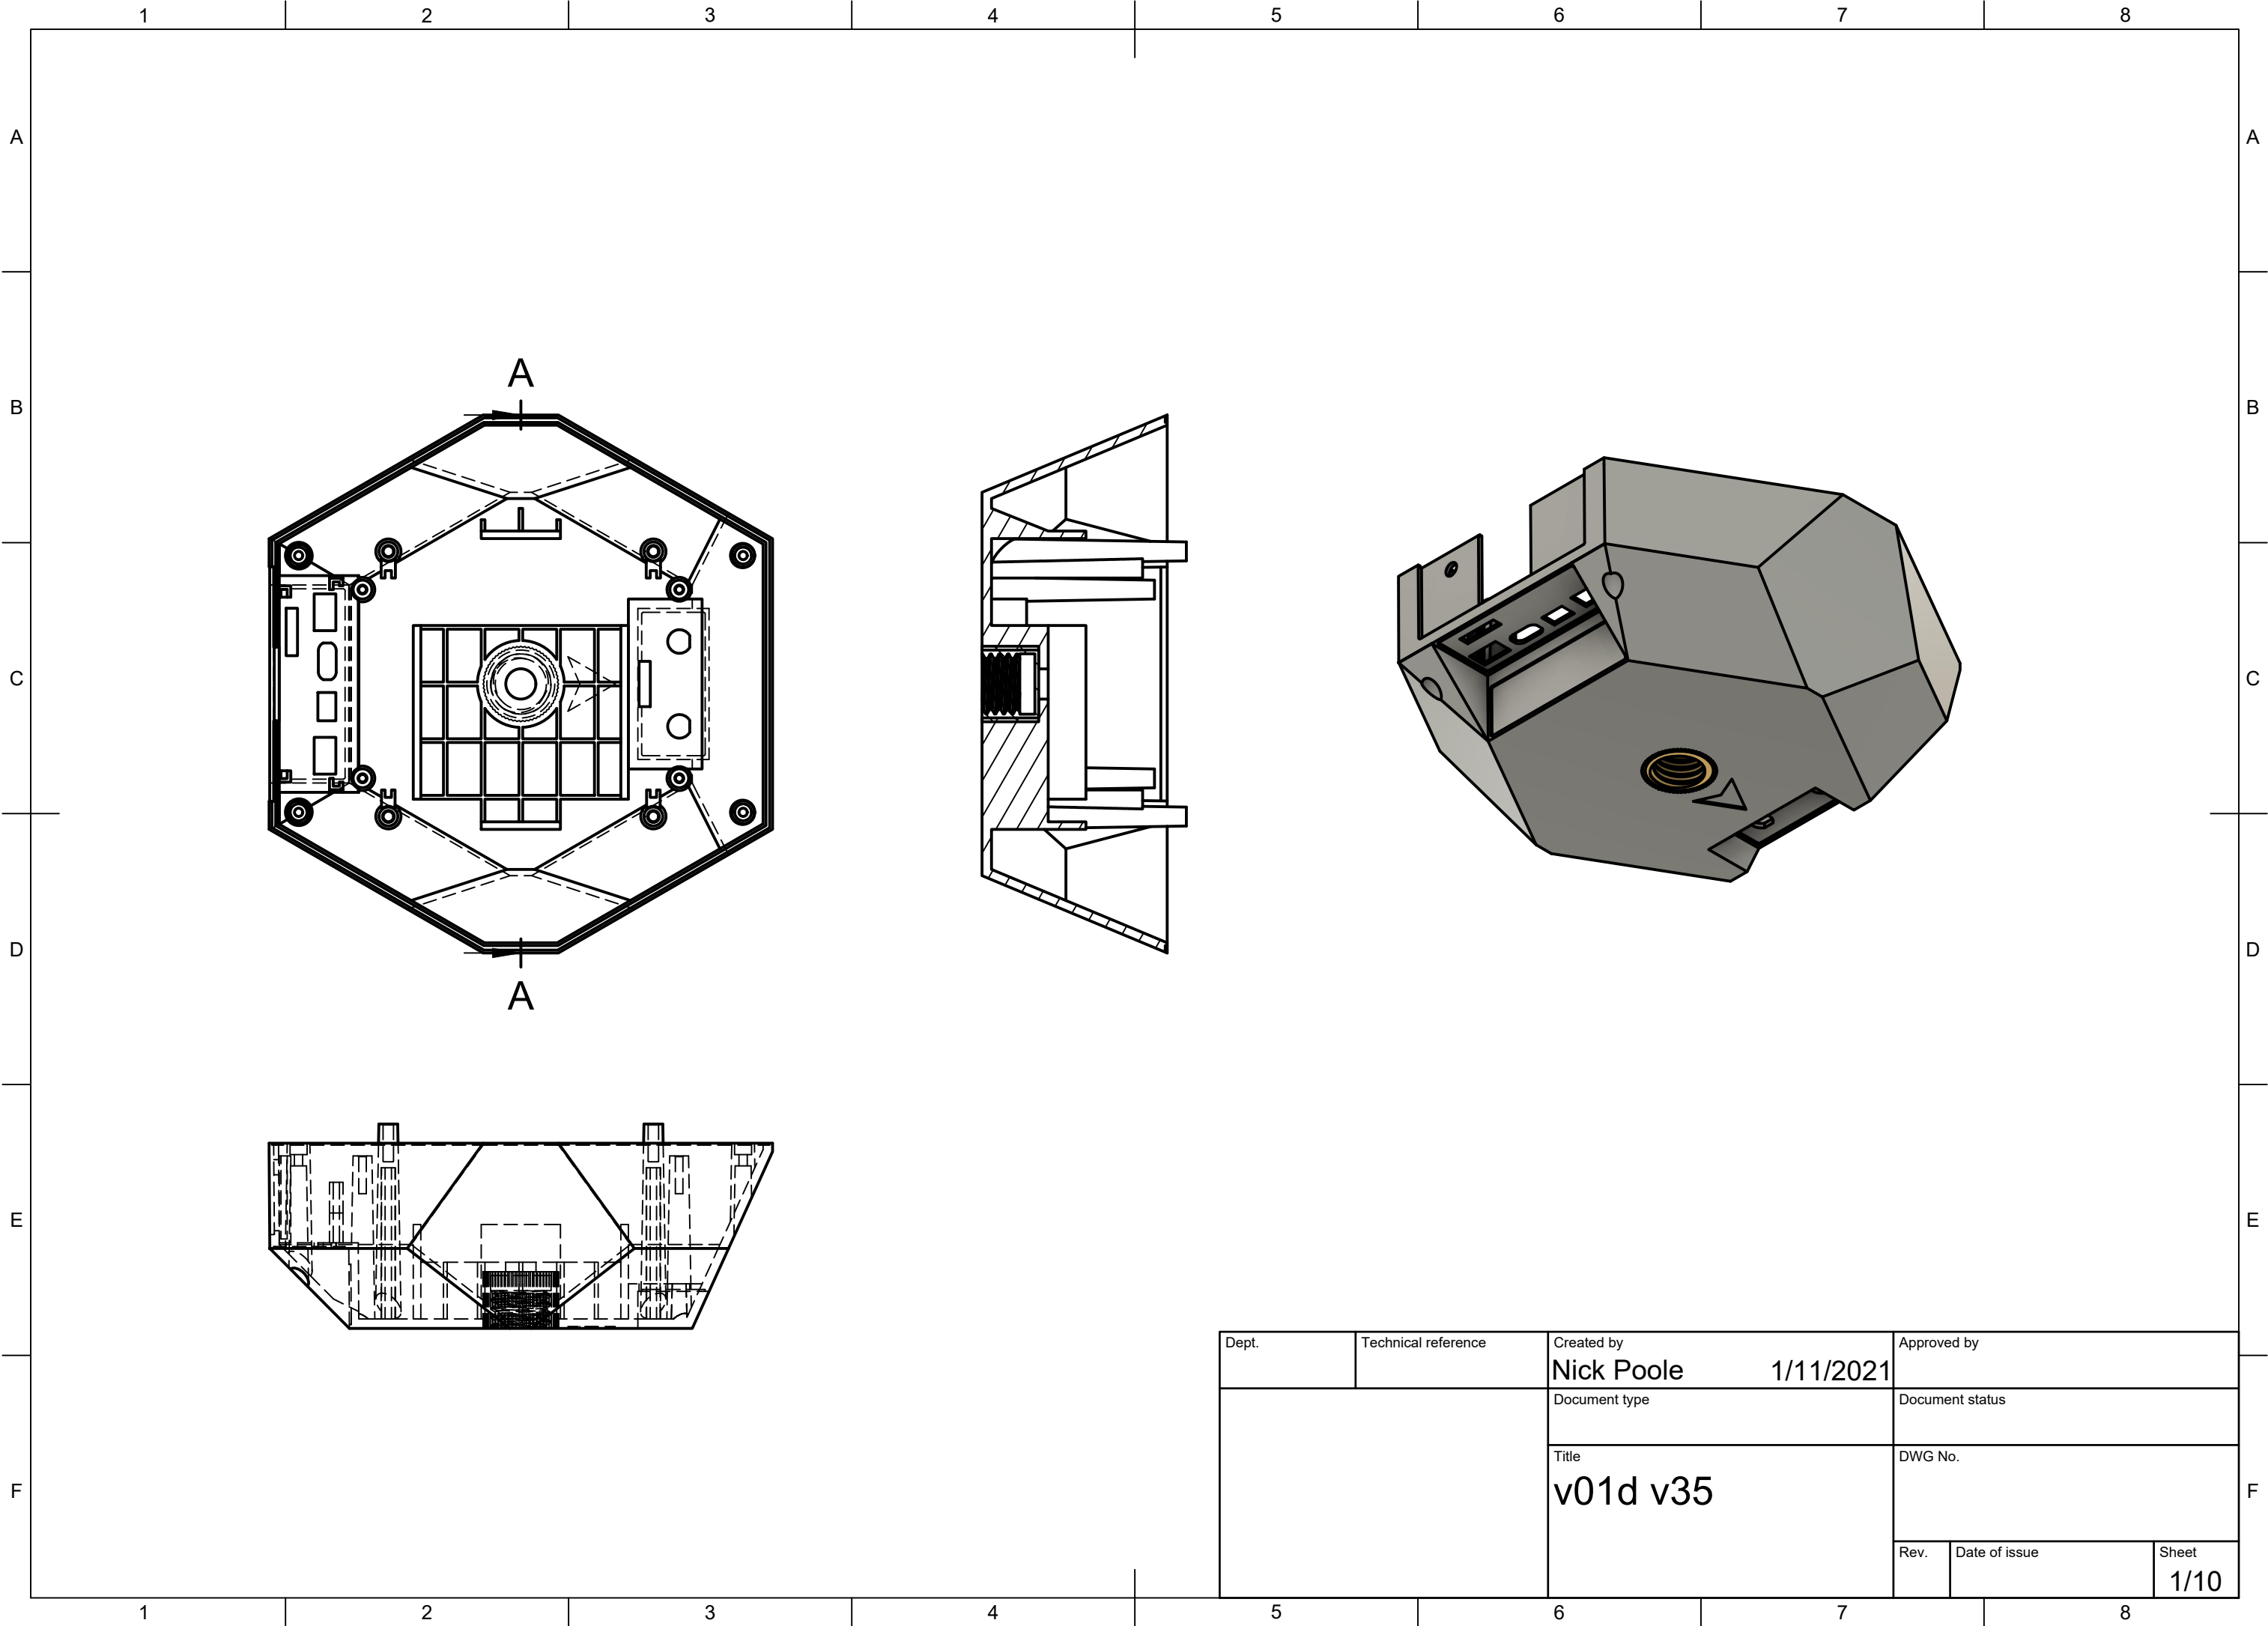 1 2 3 4 5 6 7 8
A A
A
B B
C C
D D
A
E E
Dept. Technical reference Created by Approved by
Nick Poole 1/11/2021
Document type Document status
Title DWG No.
v01d v35
F F
Rev. Date of issue Sheet
1/10
1 2 3 4 5 6 7 8